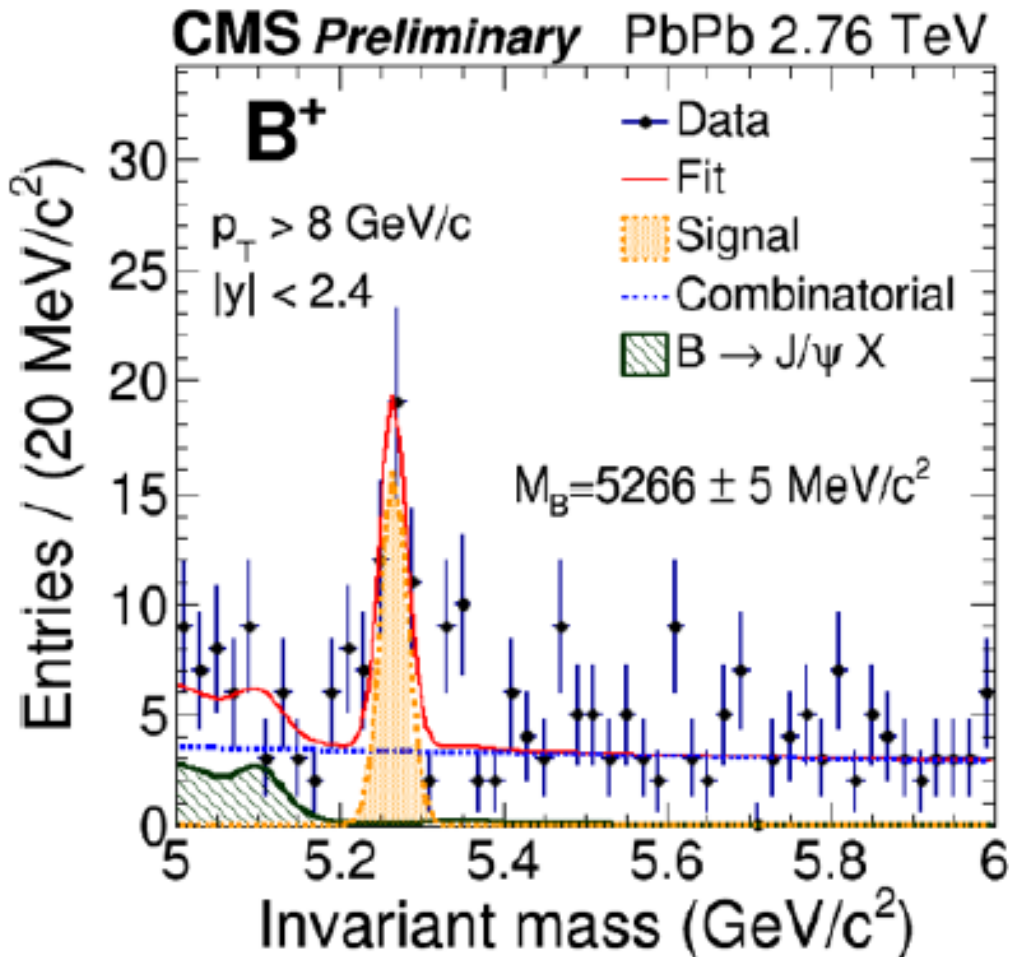 CMS Preliminary PbPb 2.76 TeV
B⁺
p_T > 8 GeV/c
|y| < 2.4
Data
Fit
Signal
Combinatorial
B → J/ψ X
M_B=5266 ± 5 MeV/c²
Entries / (20 MeV/c²)
30
25
20
15
10
5
0
5 5.2 5.4 5.6 5.8 6
Invariant mass (GeV/c²)